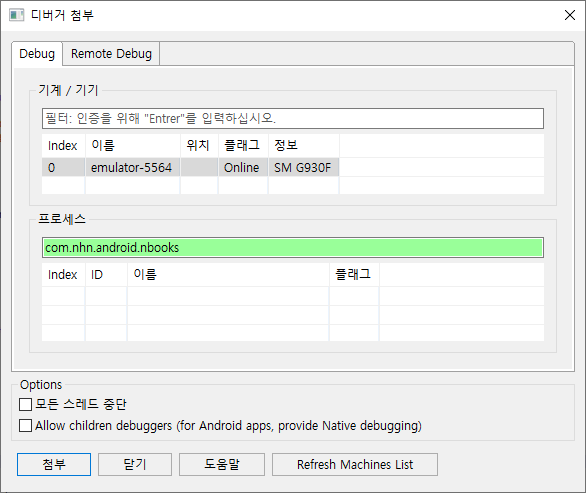 디버거 첨부
Debug
Remote Debug
기계 / 기기
필터: 인증을 위해 "Entrer"를 입력하십시오.
Index 이름 위치 플래그 정보
0 emulator-5564 Online SM G930F
프로세스
com.nhn.android.nbooks
Index ID 이름 플래그
Options
모든 스레드 중단
Allow children debuggers (for Android apps, provide Native debugging)
첨부 닫기 도움말 Refresh Machines List